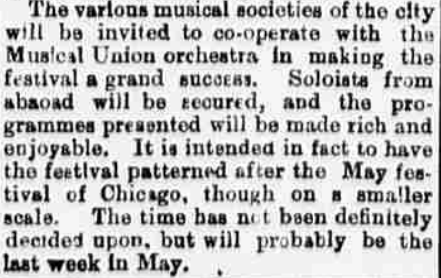 The various musical societies of the city
will be invited to co-operate with the
Musical Union orchestra in making the
festival a grand success. Soloists from
abaoad will be secured, and the pro-
grammes presented will be made rich and
enjoyable. It is intended in fact to have
the festival patterned after the May fes-
tival of Chicago, though on a smaller
scale. The time has not been definitely
decided upon, but will probably be the
last week in May.